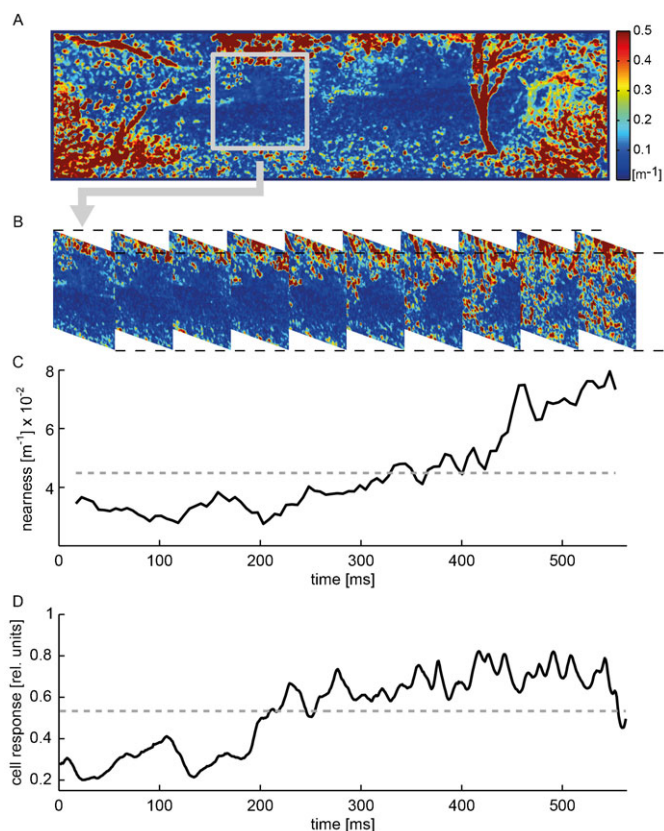 A
0.5
0.4
0.3
0.2
0.1
[m⁻¹]
B
C
8
6
4
nearness [m⁻¹] x 10⁻²
0 100 200 300 400 500
time [ms]
D
1
0.8
0.6
0.4
0.2
cell response [rel. units]
0 100 200 300 400 500
time [ms]